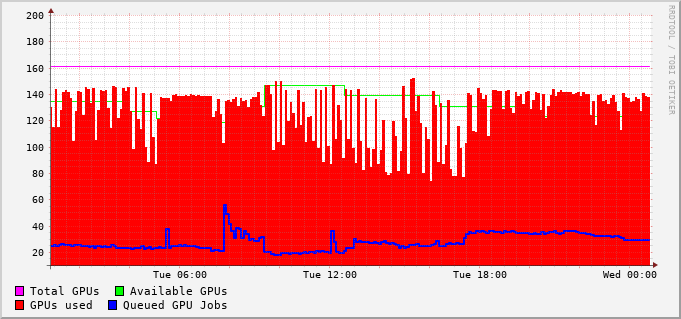 200
180
160
140
120
100
80
60
40
20
Tue 06:00 Tue 12:00 Tue 18:00 Wed 00:00
Total GPUs Available GPUs
GPUs used Queued GPU Jobs
RRDTOOL / TOBI OETIKER